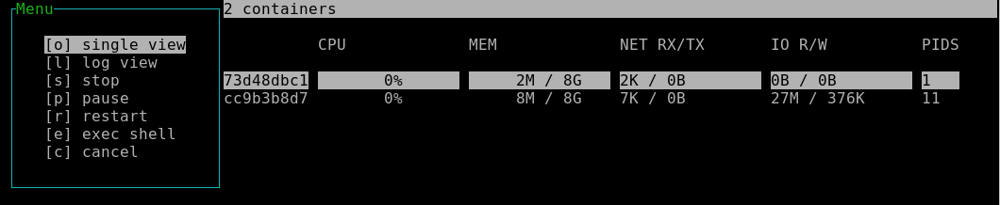 Menu
[o] single view
[l] log view
[s] stop
[p] pause
[r] restart
[e] exec shell
[c] cancel
2 containers
CPU MEM NET RX/TX IO R/W PIDS
73d48dbc1 0% 2M / 8G 2K / 0B 0B / 0B 1
cc9b3b8d7 0% 8M / 8G 7K / 0B 27M / 376K 11